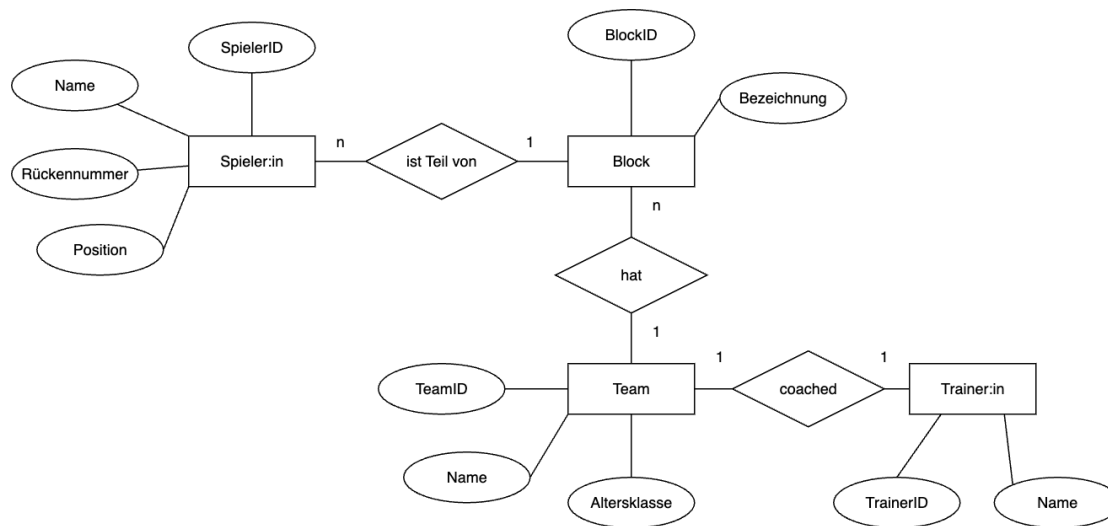 SpielerID
BlockID
Name
Bezeichnung
Spieler:in
n
ist Teil von
1
Block
Rückennummer
n
Position
hat
1
1
1
TeamID
Team
coached
Trainer:in
Name
Altersklasse
TrainerID
Name